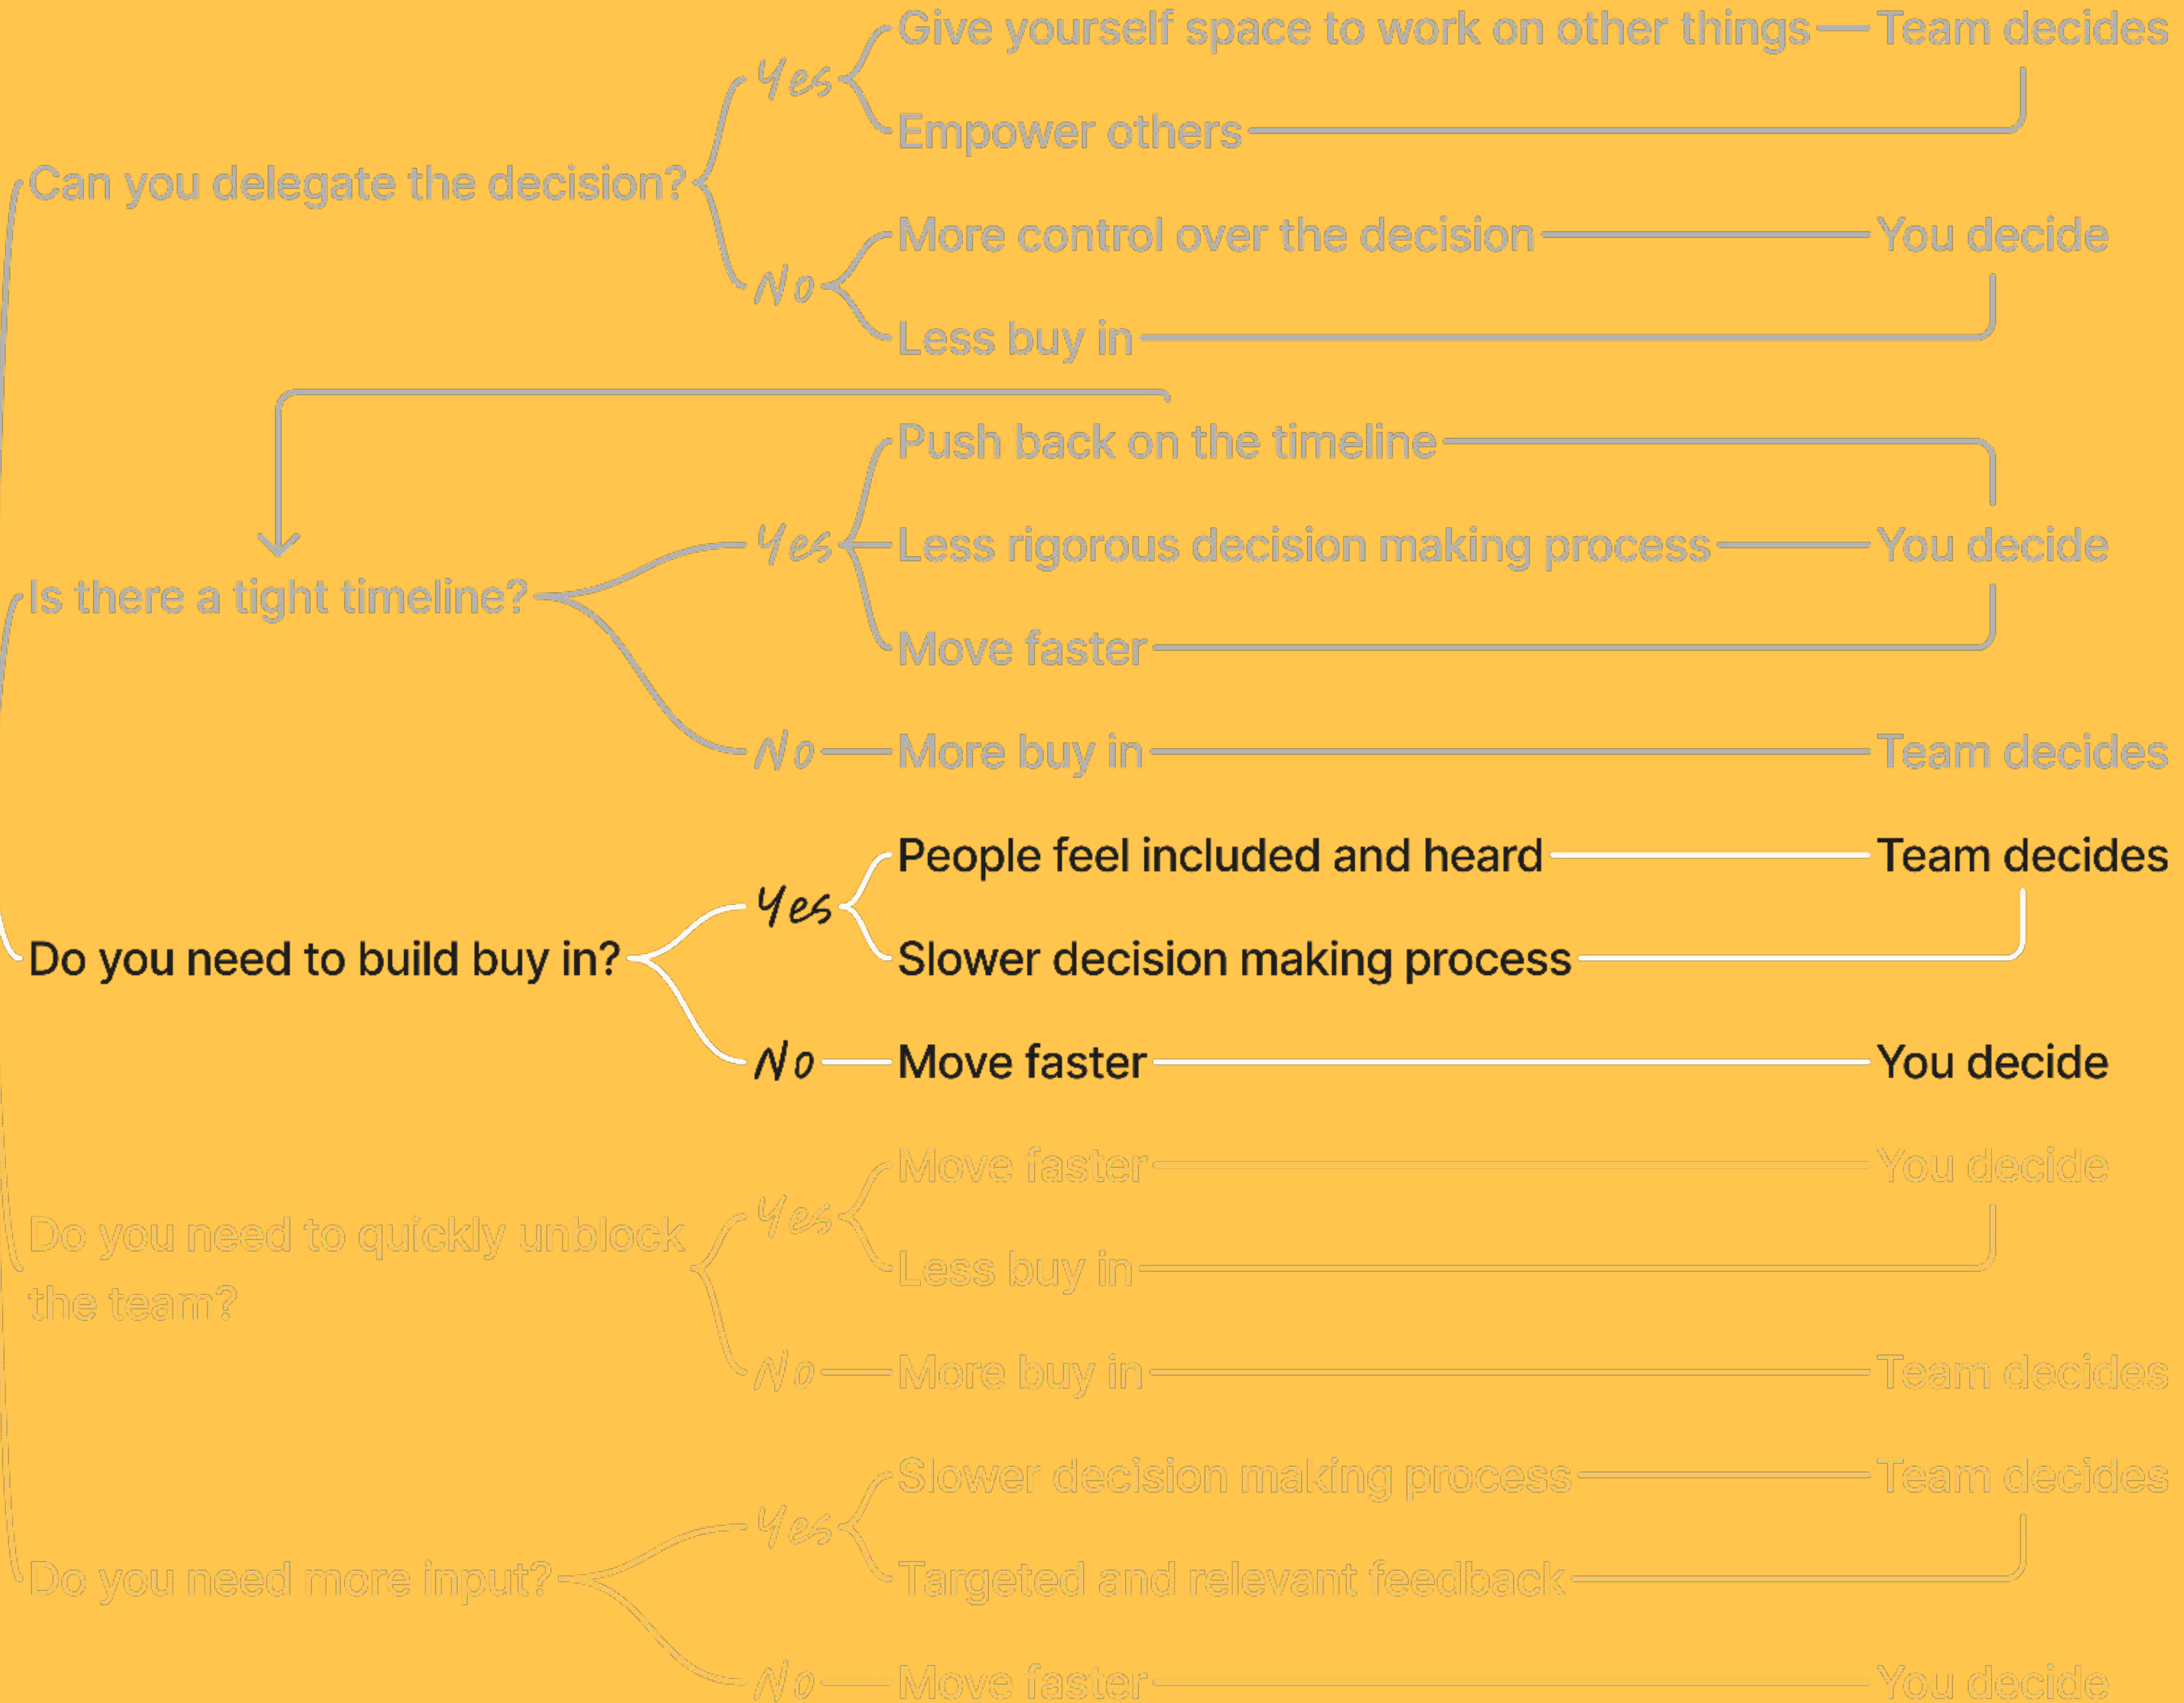 Give yourself space to work on other things
Team decides
Yes
Empower others
Can you delegate the decision?
More control over the decision
You decide
No
Less buy in
Push back on the timeline
Yes
Less rigorous decision making process
You decide
Is there a tight timeline?
Move faster
No
More buy in
Team decides
People feel included and heard
Team decides
Yes
Do you need to build buy in?
Slower decision making process
No
Move faster
You decide
Move faster
You decide
Yes
Do you need to quickly unblock
the team?
Less buy in
No
More buy in
Team decides
Slower decision making process
Team decides
Yes
Do you need more input?
Targeted and relevant feedback
No
Move faster
You decide